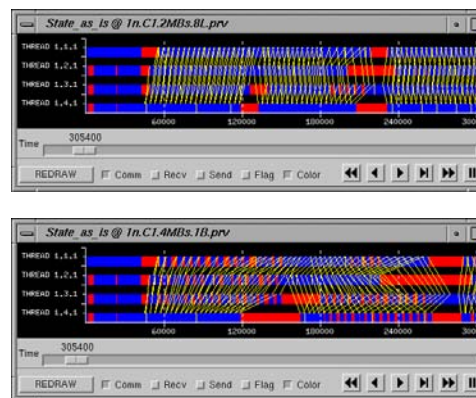 State_as_is @ 1n.C1.2MBs.8L.prv
THREAD 1.1.1
THREAD 1.2.1
THREAD 1.3.1
THREAD 1.4.1
60000 120000 180000 240000 300
Time 305400
REDRAW Comm Recv Send Flag Color
State_as_is @ 1n.C1.4MBs.1B.prv
THREAD 1.1.1
THREAD 1.2.1
THREAD 1.3.1
THREAD 1.4.1
60000 120000 180000 240000 300
Time 305400
REDRAW Comm Recv Send Flag Color